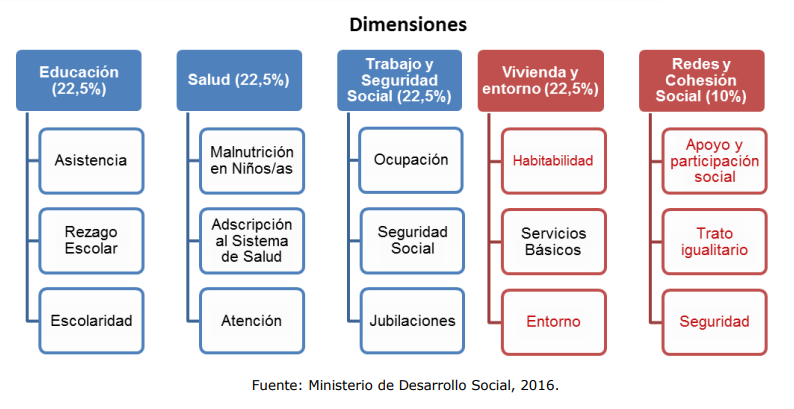 Dimensiones
Educación
(22,5%)
Asistencia
Rezago
Escolar
Escolaridad
Salud (22,5%)
Malnutrición
en Niños/as
Adscripción
al Sistema
de Salud
Atención
Trabajo y
Seguridad
Social (22,5%)
Ocupación
Seguridad
Social
Jubilaciones
Vivienda y
entorno (22,5%)
Habitabilidad
Servicios
Básicos
Entorno
Redes y
Cohesión
Social (10%)
Apoyo y
participación
social
Trato
igualitario
Seguridad
Fuente: Ministerio de Desarrollo Social, 2016.